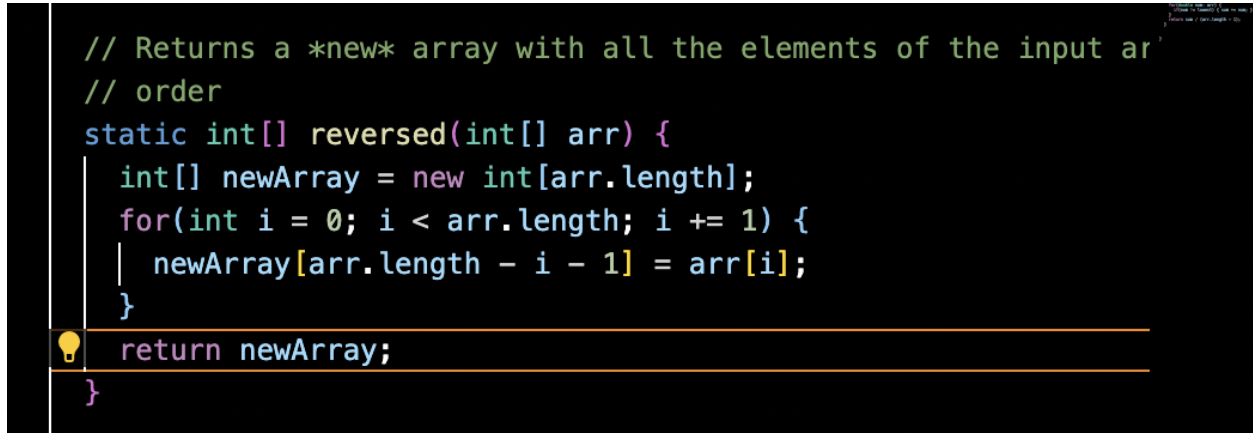 // Returns a *new* array with all the elements of the input ar
// order
static int[] reversed(int[] arr) {
int[] newArray = new int[arr.length];
for(int i = 0; i < arr.length; i += 1) {
newArray[arr.length - i - 1] = arr[i];
}
return newArray;
}